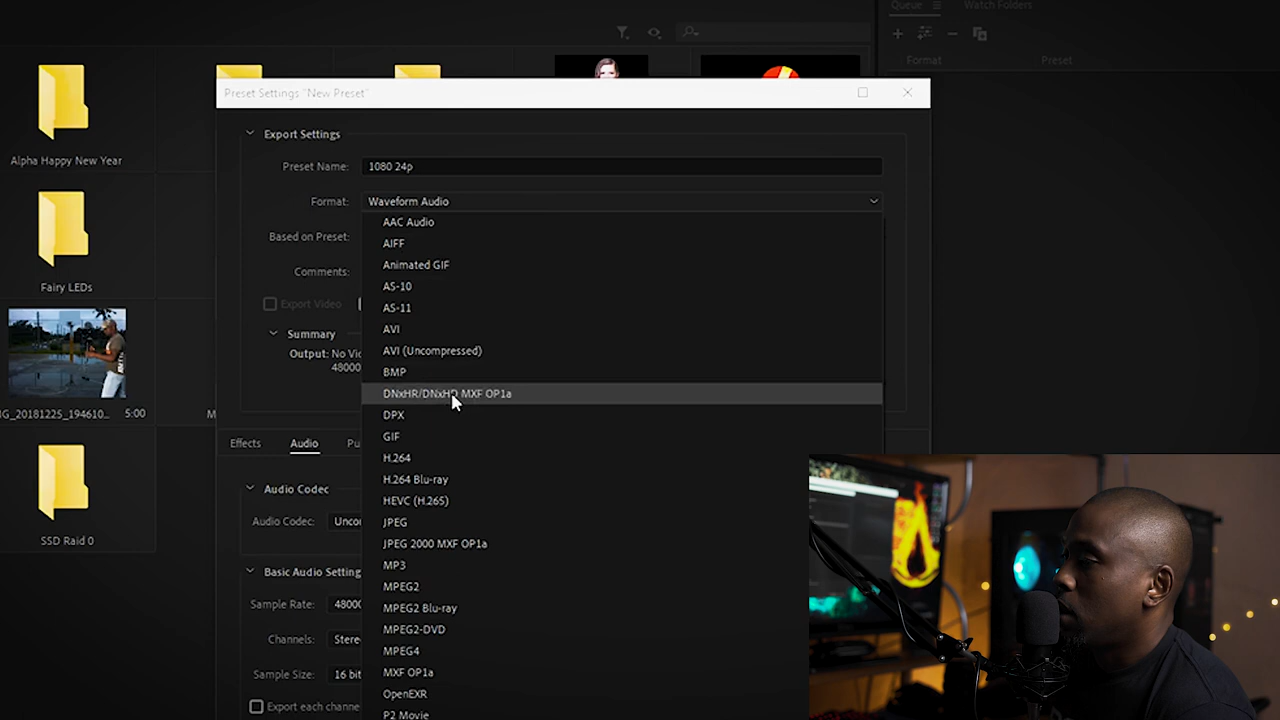 Queue
Watch Folders
Format
Preset
Preset Settings "New Preset"
Export Settings
Alpha Happy New Year
Preset Name: 1080 24p
Format: Waveform Audio
AAC Audio
Based on Preset:
AIFF
Animated GIF
Comments:
AS-10
Fairy LEDs
Export Video
AS-11
Summary
AVI
Output: No Vi
AVI (Uncompressed)
48000
BMP
DNxHR/DNxHD MXF OP1a
G_20181225_194610... 5:00
M
DPX
GIF
Effects
Audio
Pu
H.264
H.264 Blu-ray
Audio Codec
HEVC (H.265)
Audio Codec: Unco
JPEG
SSD Raid 0
JPEG 2000 MXF OP1a
MP3
Basic Audio Setting
MPEG2
Sample Rate: 48000
MPEG2 Blu-ray
MPEG2-DVD
Channels: Stere
MPEG4
Sample Size: 16 bit
MXF OP1a
OpenEXR
Export each channe
P2 Movie